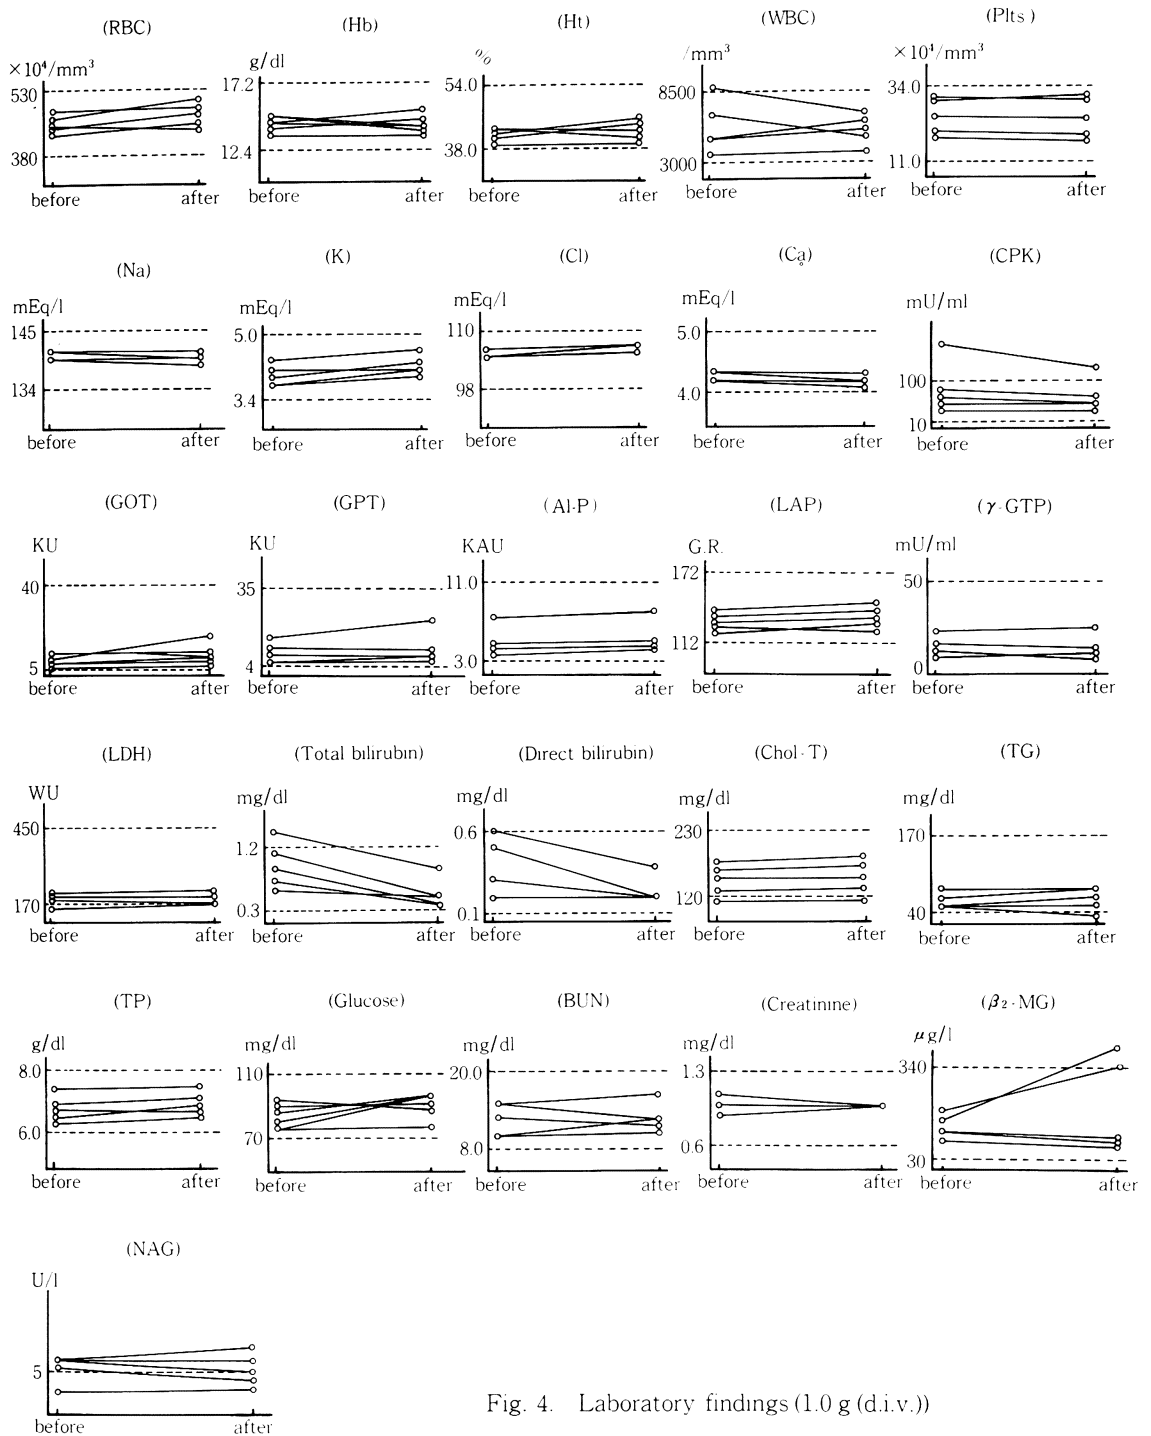 (RBC) (Hb) (Ht) (WBC) (Plts)
×10⁴/mm³ g/dl % /mm³ ×10⁴/mm³
530 17.2 54.0 8500 34.0
380 12.4 38.0 3000 11.0
before after before after before after before after before after
(Na) (K) (Cl) (Ca) (CPK)
mEq/l mEq/l mEq/l mEq/l mU/ml
145 5.0 110 5.0 100
134 3.4 98 4.0 10
before after before after before after before after before after
(GOT) (GPT) (Al-P) (LAP) (γ-GTP)
KU KU KAU G.R. mU/ml
40 35 11.0 172 50
5 4 3.0 112 0
before after before after before after before after before after
(LDH) (Total bilirubin) (Direct bilirubin) (Chol-T) (TG)
WU mg/dl mg/dl mg/dl mg/dl
450 1.2 0.6 230 170
170 0.3 0.1 120 40
before after before after before after before after before after
(TP) (Glucose) (BUN) (Creatinine) (β₂-MG)
g/dl mg/dl mg/dl mg/dl μg/l
8.0 110 20.0 1.3 340
6.0 70 8.0 0.6 30
before after before after before after before after before after
(NAG)
U/l
5
before after
Fig. 4. Laboratory findings (1.0 g (d.i.v.))